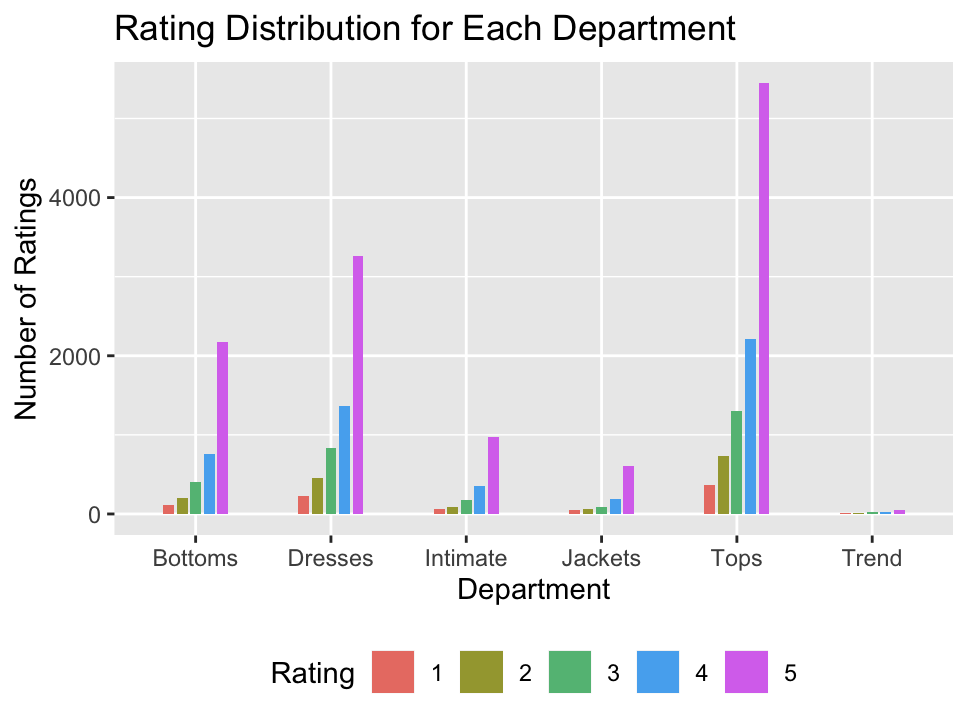 Rating Distribution for Each Department
Number of Ratings
4000
2000
0
Bottoms Dresses Intimate Jackets Tops Trend
Department
Rating 1 2 3 4 5